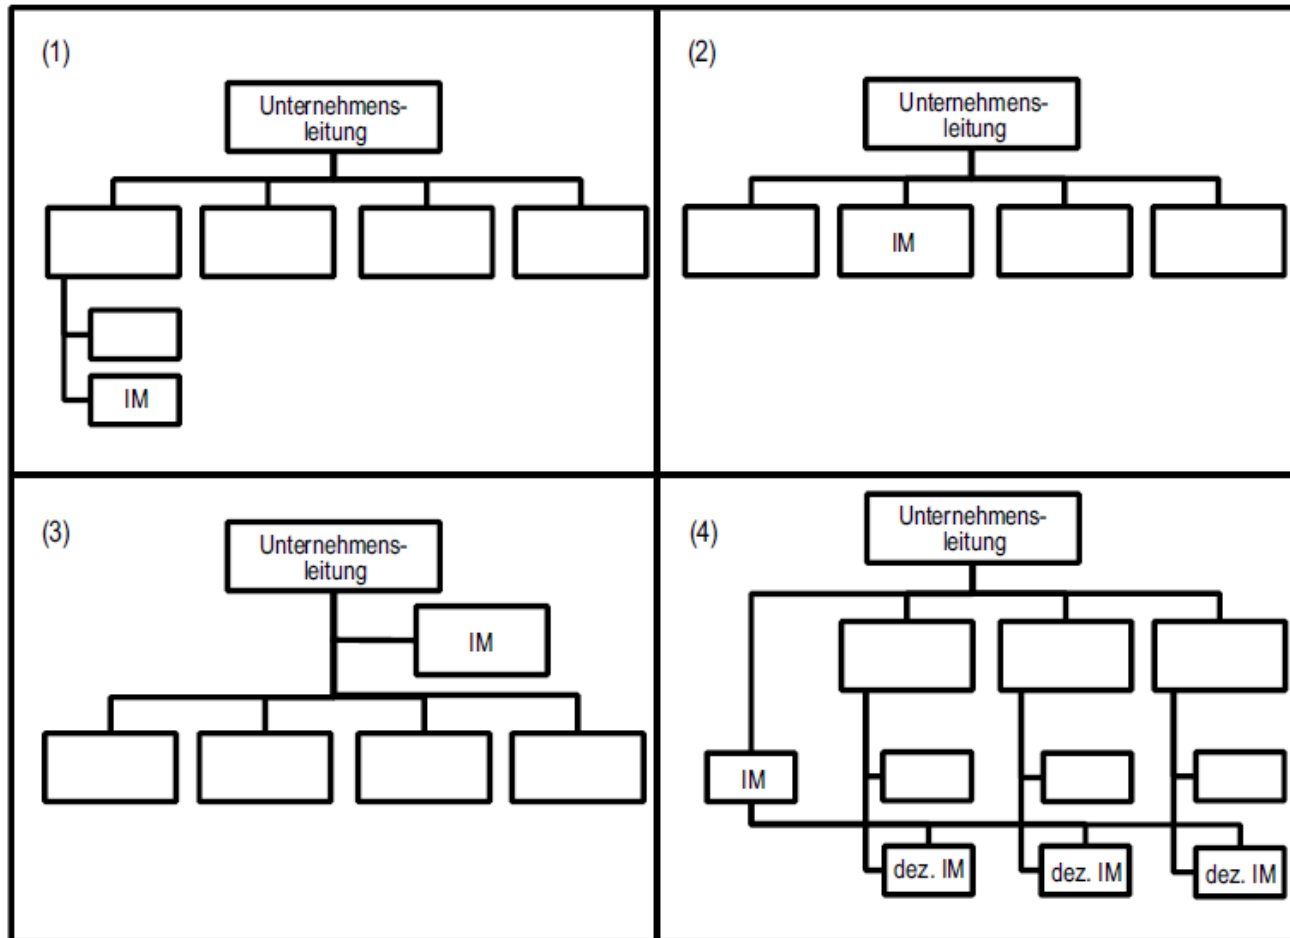 (1)
Unternehmens-
leitung
IM
(2)
Unternehmens-
leitung
IM
(3)
Unternehmens-
leitung
IM
(4)
Unternehmens-
leitung
IM
dez. IM
dez. IM
dez. IM